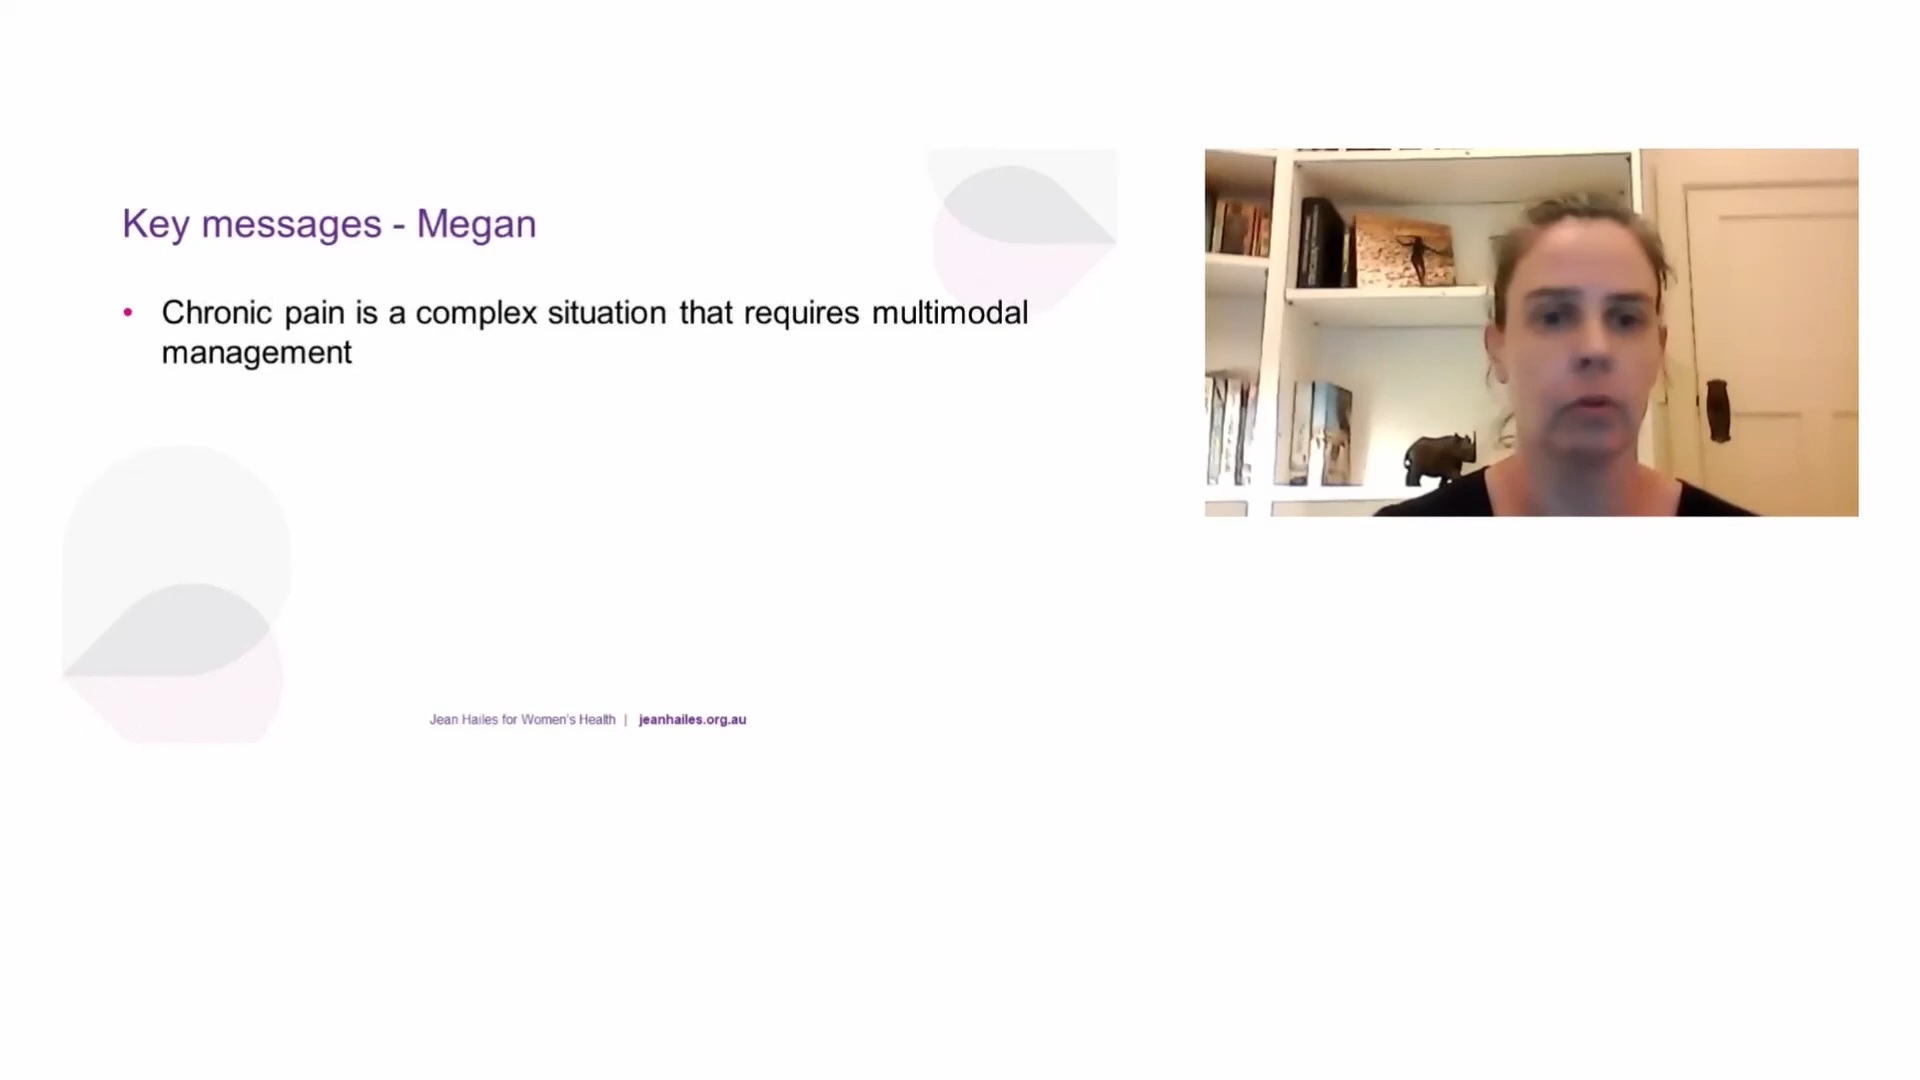 Key messages - Megan
• Chronic pain is a complex situation that requires multimodal
management
Jean Hailes for Women's Health | jeanhailes.org.au